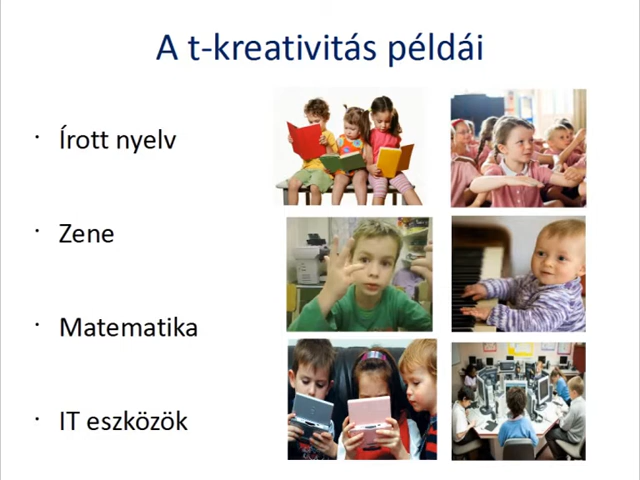 A t-kreativitás példái
· Írott nyelv
· Zene
· Matematika
· IT eszközök